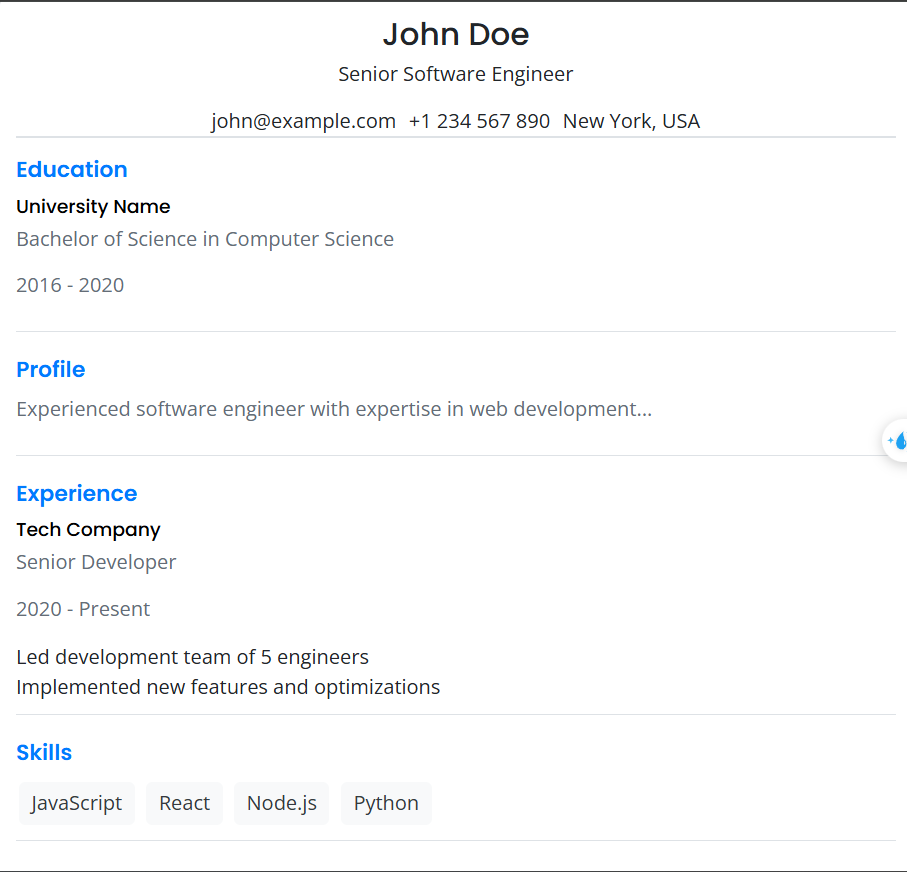 John Doe
Senior Software Engineer
john@example.com +1 234 567 890 New York, USA
Education
University Name
Bachelor of Science in Computer Science
2016 - 2020
Profile
Experienced software engineer with expertise in web development...
Experience
Tech Company
Senior Developer
2020 - Present
Led development team of 5 engineers
Implemented new features and optimizations
Skills
JavaScript React Node.js Python